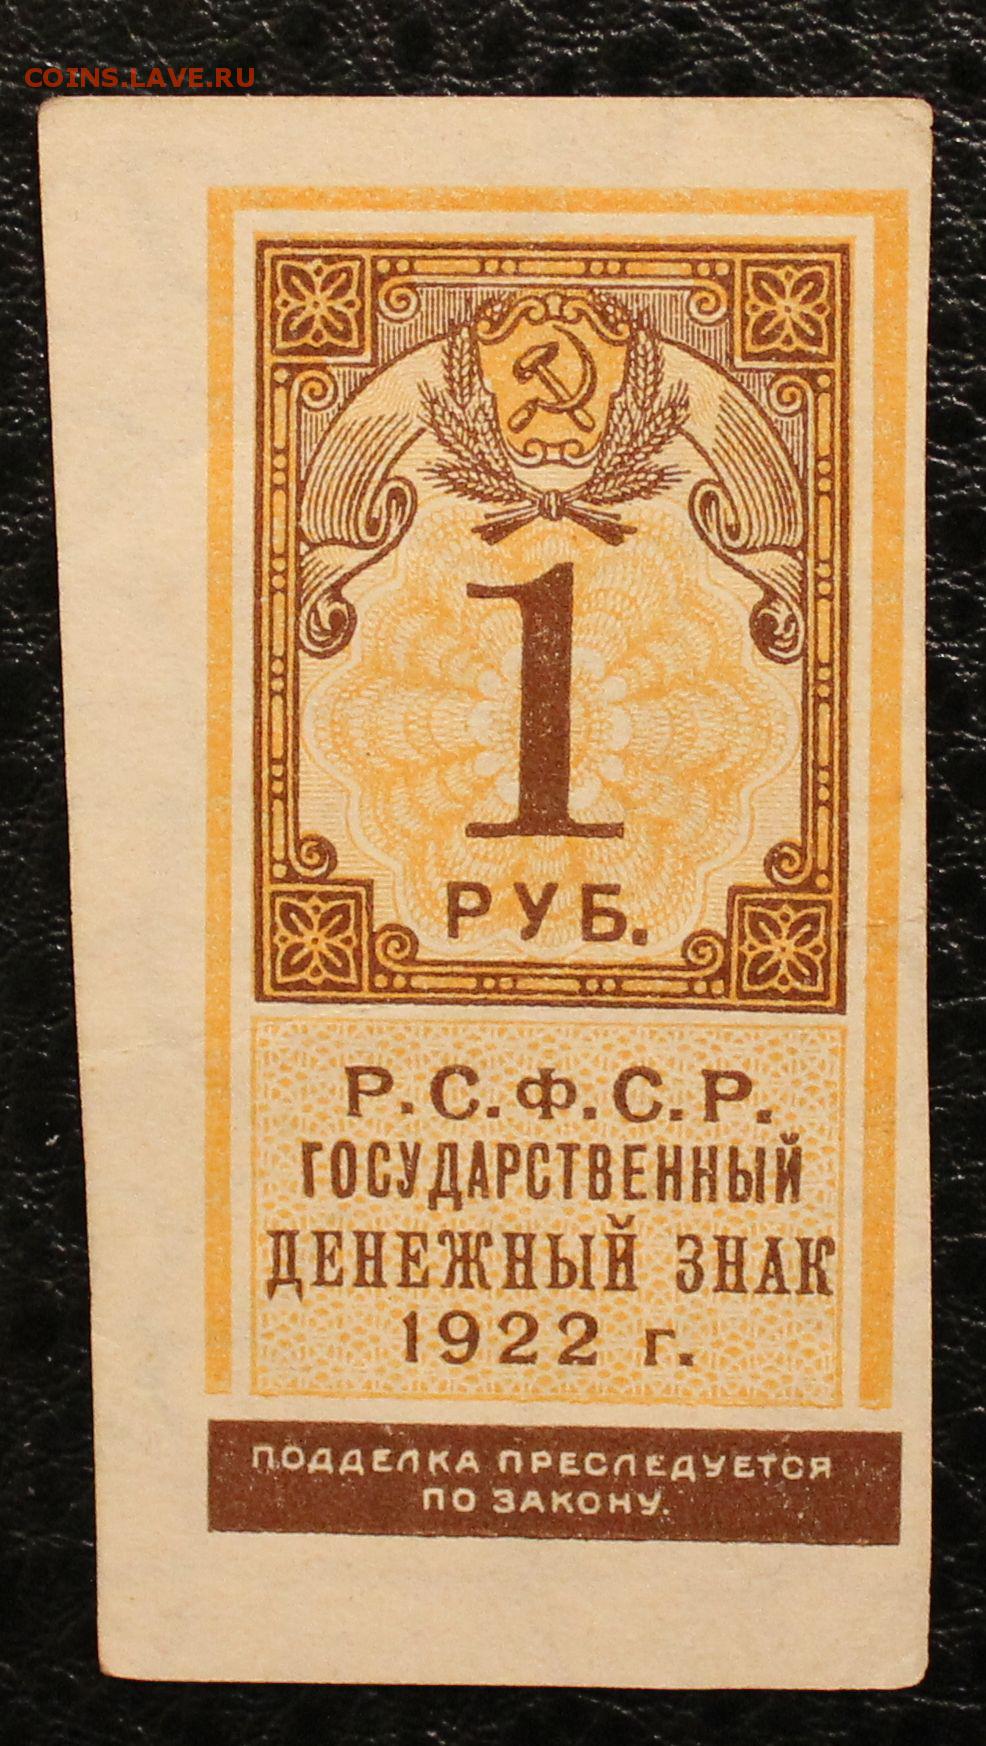 COINS.LAVE.RU
1
РУБ.
Р.С.Ф.С.Р.
ГОСУДАРСТВЕННЫЙ
ДЕНЕЖНЫЙ ЗНАК
1922 г.
ПОДДЕЛКА ПРЕСЛЕДУЕТСЯ
ПО ЗАКОНУ.